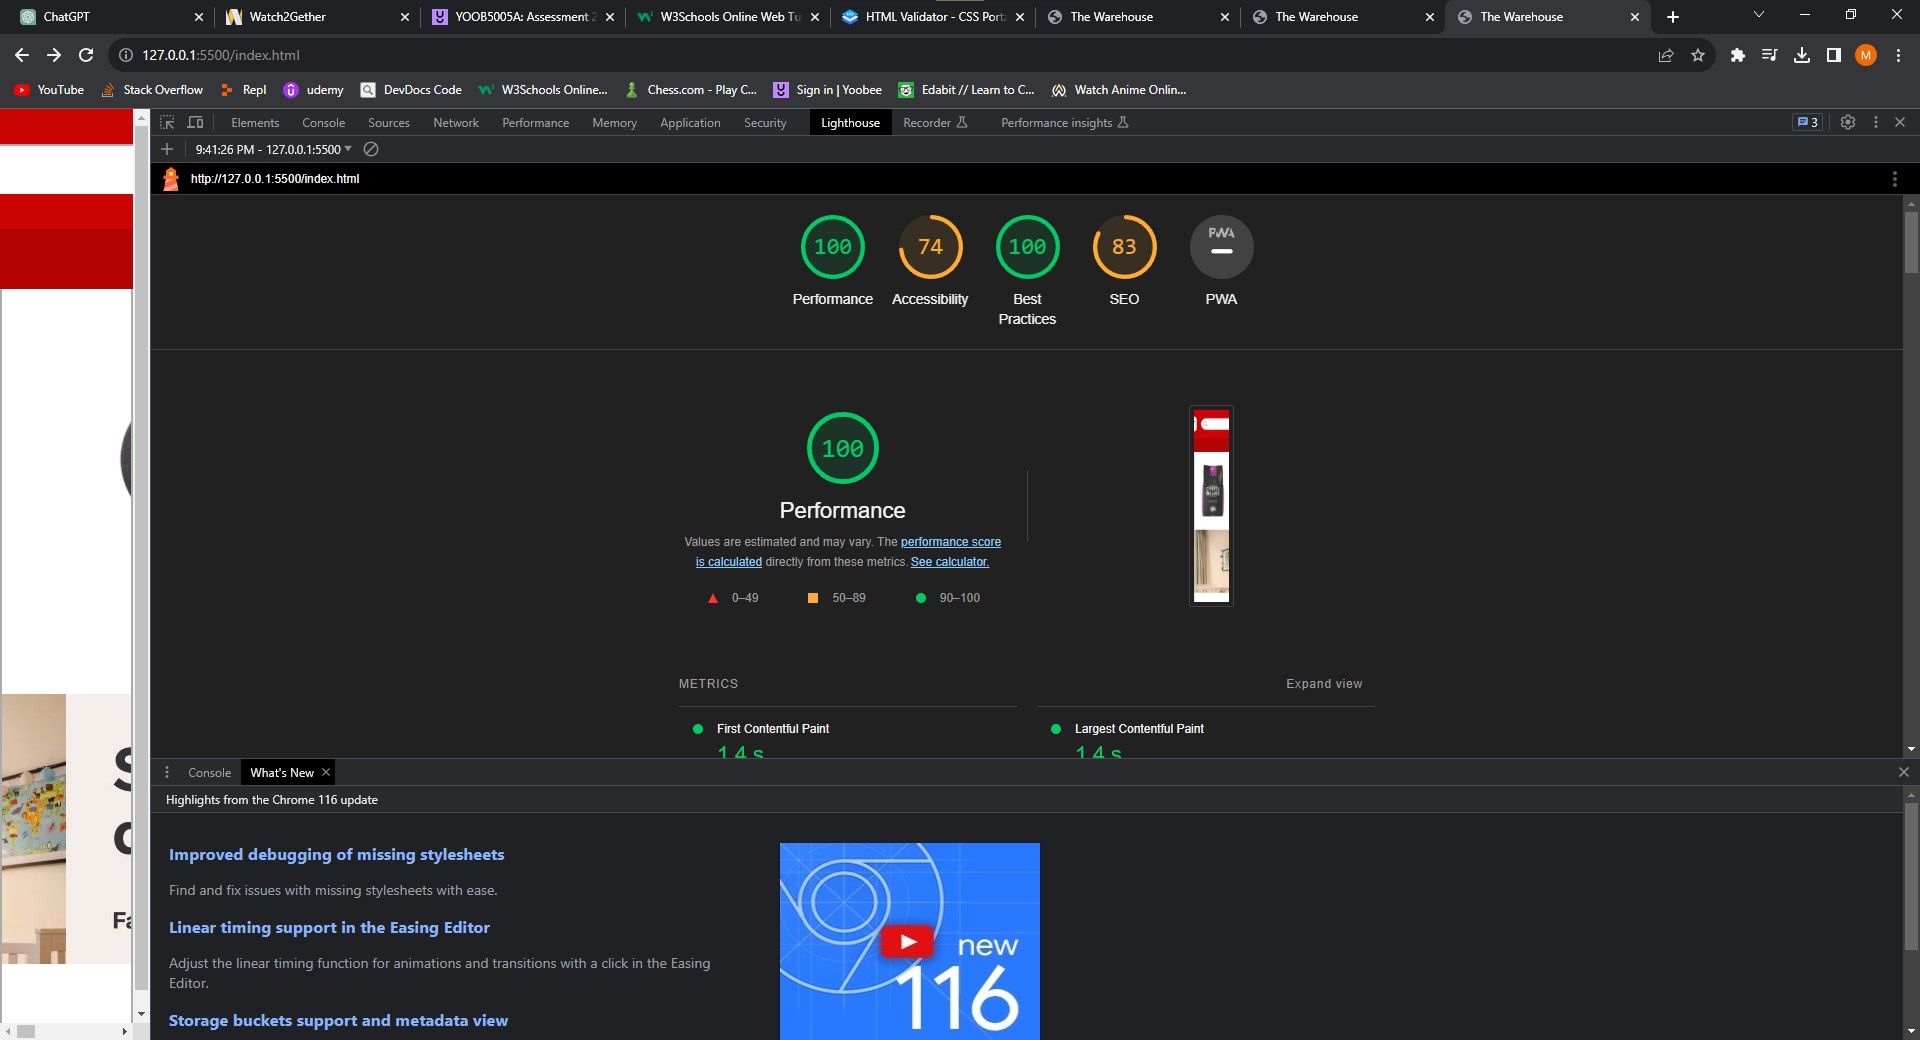 ChatGPT
Watch2Gether
YOOB5005A: Assessment 2
W3Schools Online Web Tu
HTML Validator - CSS Porta
The Warehouse
The Warehouse
The Warehouse
127.0.0.1:5500/index.html
M
YouTube
Stack Overflow
Repl
udemy
DevDocs Code
W3Schools Online...
Chess.com - Play C...
Sign in | Yoobee
Edabit // Learn to C...
Watch Anime Onlin...
Elements Console Sources Network Performance Memory Application Security Lighthouse Recorder Performance insights 3
9:41:26 PM - 127.0.0.1:5500
http://127.0.0.1:5500/index.html
100 74 100 83 PWA
Performance Accessibility Best Practices SEO PWA
100
Performance
Values are estimated and may vary. The performance score
is calculated directly from these metrics. See calculator.
0–49 50–89 90–100
METRICS
Expand view
First Contentful Paint
1.4 s
Largest Contentful Paint
1.4 s
Console What's New
Highlights from the Chrome 116 update
Improved debugging of missing stylesheets
Find and fix issues with missing stylesheets with ease.
Linear timing support in the Easing Editor
Adjust the linear timing function for animations and transitions with a click in the Easing
Editor.
Storage buckets support and metadata view
new
116